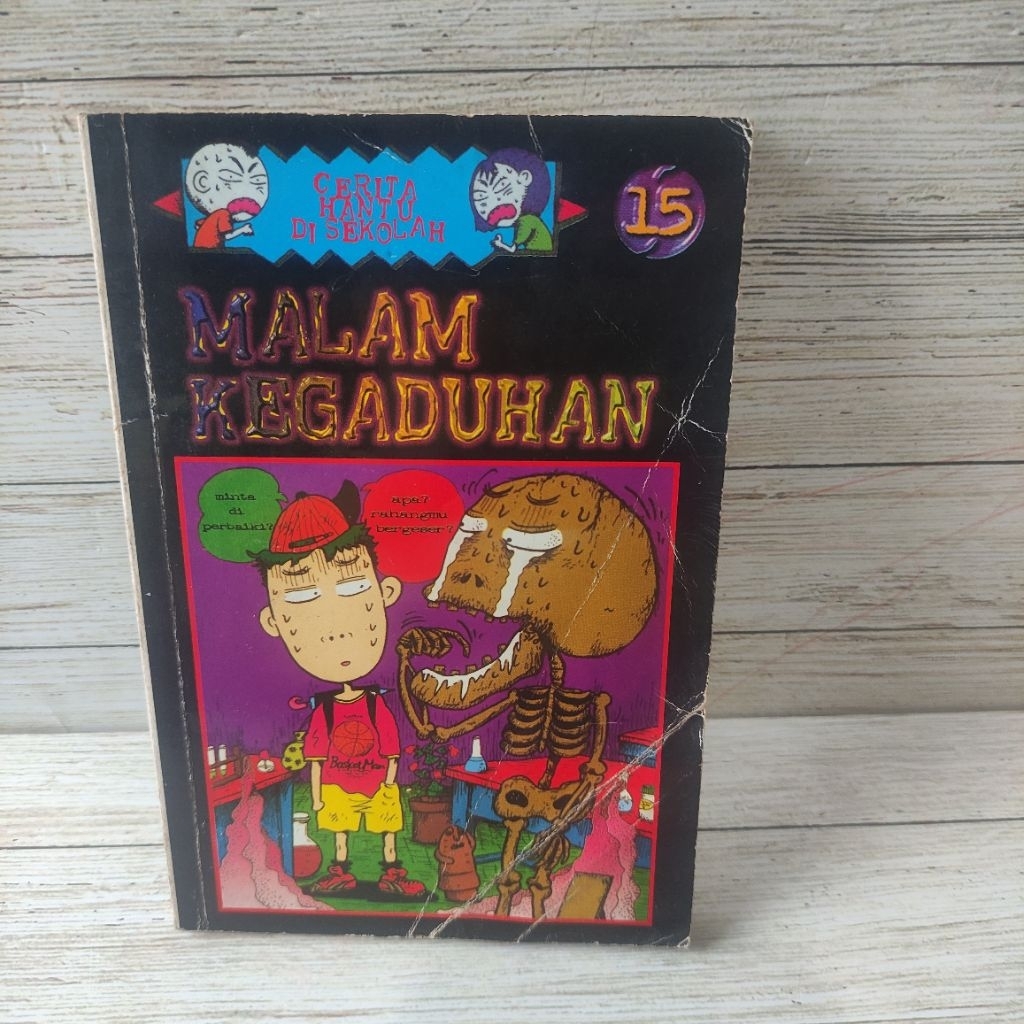 CERITA
HANTU
DI SEKOLAH
15
MALAM
KEGADUHAN
minta
di
perbaiki?
apa?
rahangmu
bergeser?
Basket Man